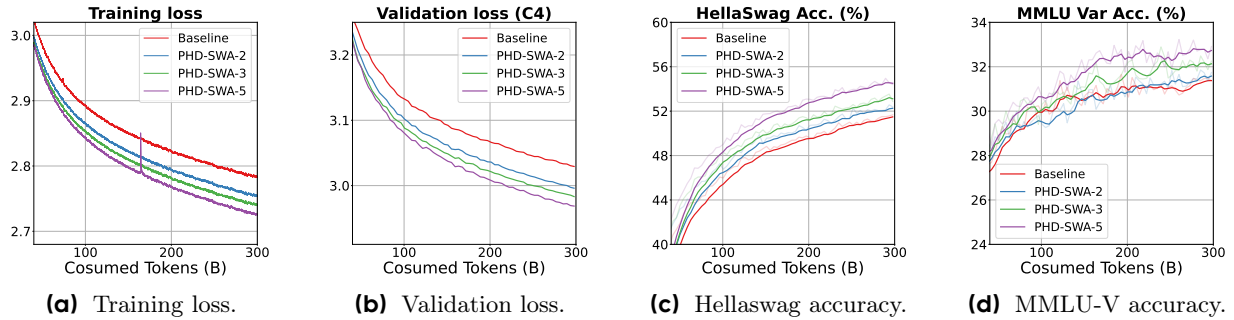 Training loss
3.0
2.9
2.8
2.7
Baseline
PHD-SWA-2
PHD-SWA-3
PHD-SWA-5
100 200 300
Cosumed Tokens (B)
(a) Training loss.
Validation loss (C4)
3.2
3.1
3.0
Baseline
PHD-SWA-2
PHD-SWA-3
PHD-SWA-5
100 200 300
Cosumed Tokens (B)
(b) Validation loss.
HellaSwag Acc. (%)
60
56
52
48
44
40
Baseline
PHD-SWA-2
PHD-SWA-3
PHD-SWA-5
100 200 300
Cosumed Tokens (B)
(c) Hellaswag accuracy.
MMLU Var Acc. (%)
34
32
30
28
26
24
Baseline
PHD-SWA-2
PHD-SWA-3
PHD-SWA-5
100 200 300
Cosumed Tokens (B)
(d) MMLU-V accuracy.